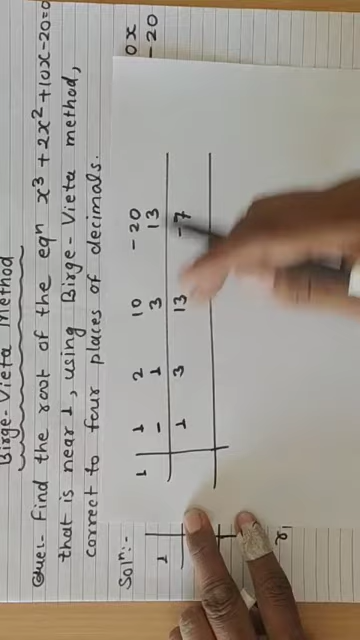 Birge-Vieta Method
Que:- Find the root of the eqⁿ x³+2x²+10x-20=0
that is near 1, using Birge-Vieta method,
correct to four places of decimals.
Solⁿ:-
0x
-20
1 1 2 10 -20
- 1 3 13
1 3 13 -7
1